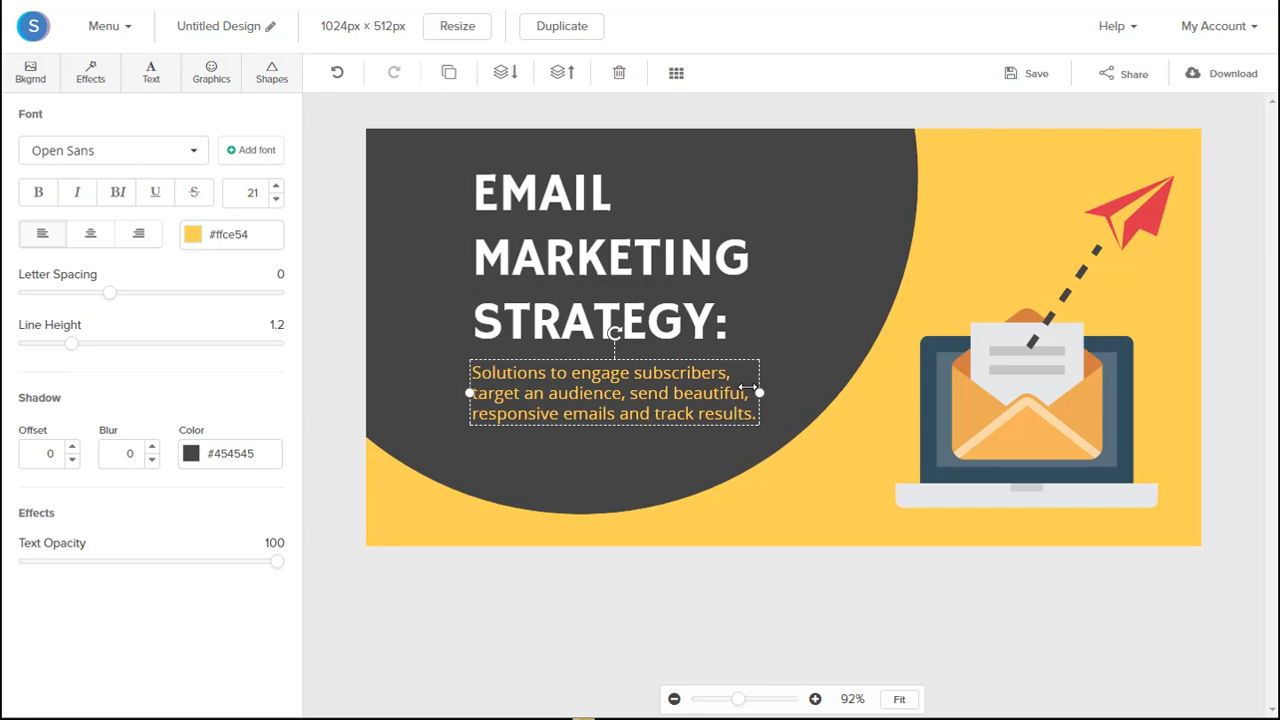 S
Menu
Untitled Design
1024px × 512px
Resize
Duplicate
Help
My Account
Bkgrnd
Effects
Text
Graphics
Shapes
Save
Share
Download
Font
Open Sans
Add font
B
I
BI
U
S
21
#ffce54
Letter Spacing
0
Line Height
1.2
Shadow
Offset
Blur
Color
0
0
#454545
Effects
Text Opacity
100
EMAIL
MARKETING
STRATEGY:
Solutions to engage subscribers,
target an audience, send beautiful,
responsive emails and track results.
92%
Fit